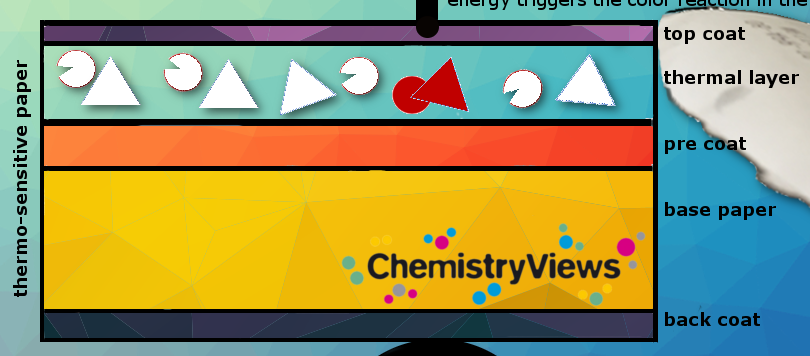 energy triggers the color reaction in the
top coat
thermal layer
pre coat
base paper
back coat
thermo-sensitive paper
ChemistryViews